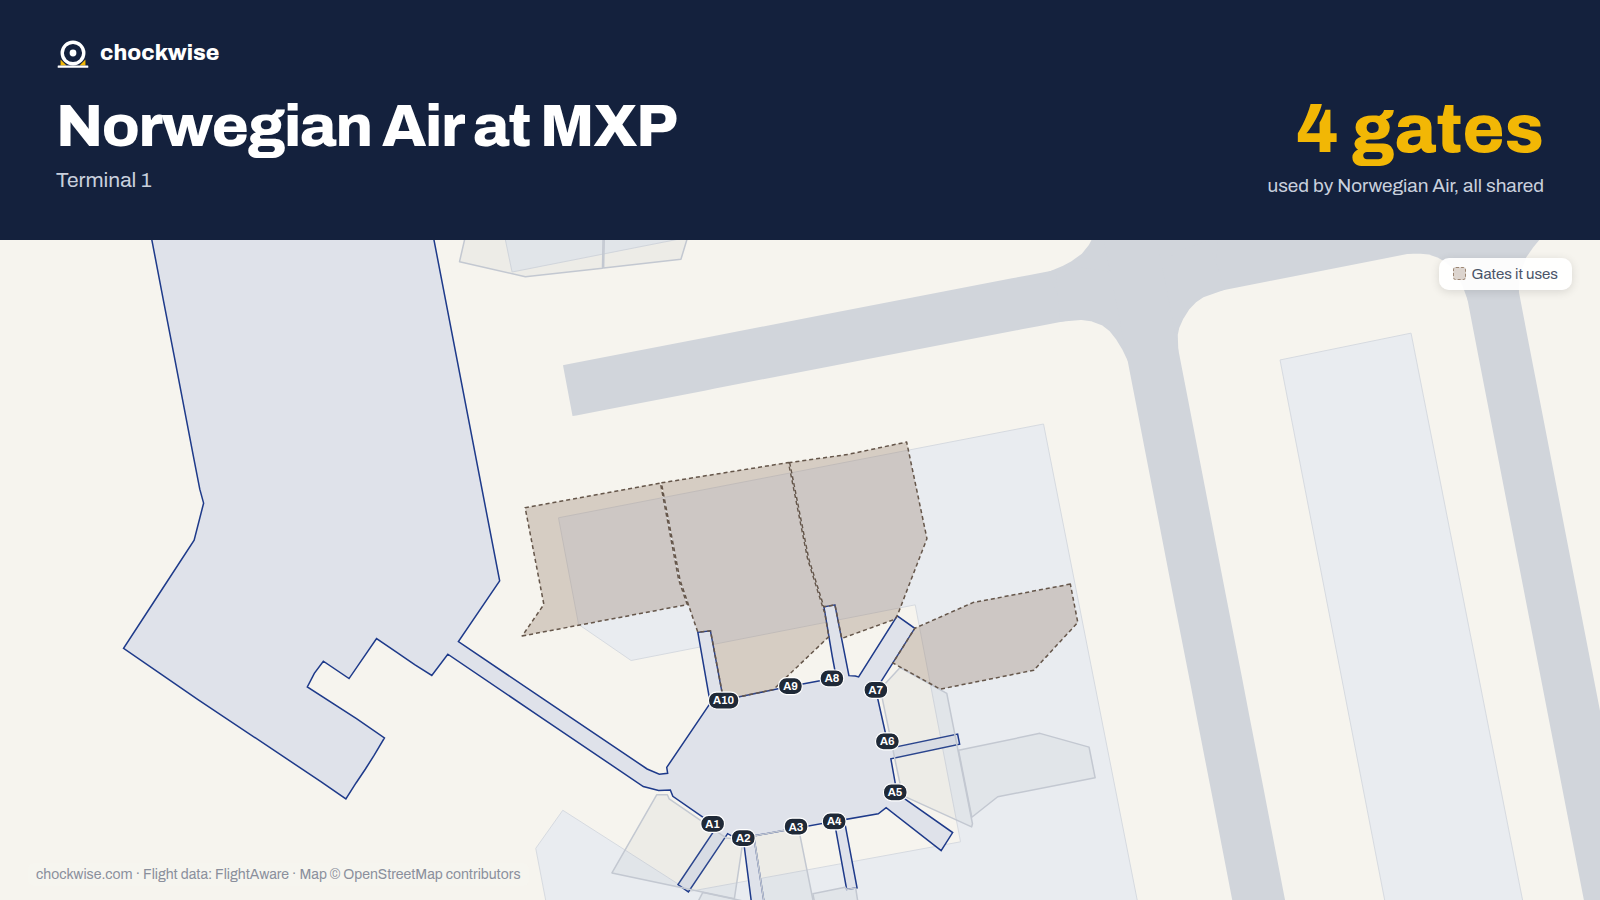 chockwise
Norwegian Air at MXP
Terminal 1
4 gates
used by Norwegian Air, all shared
Gates it uses
A10
A9
A8
A7
A6
A5
A1
A2
A3
A4
chockwise.com · Flight data: FlightAware · Map © OpenStreetMap contributors